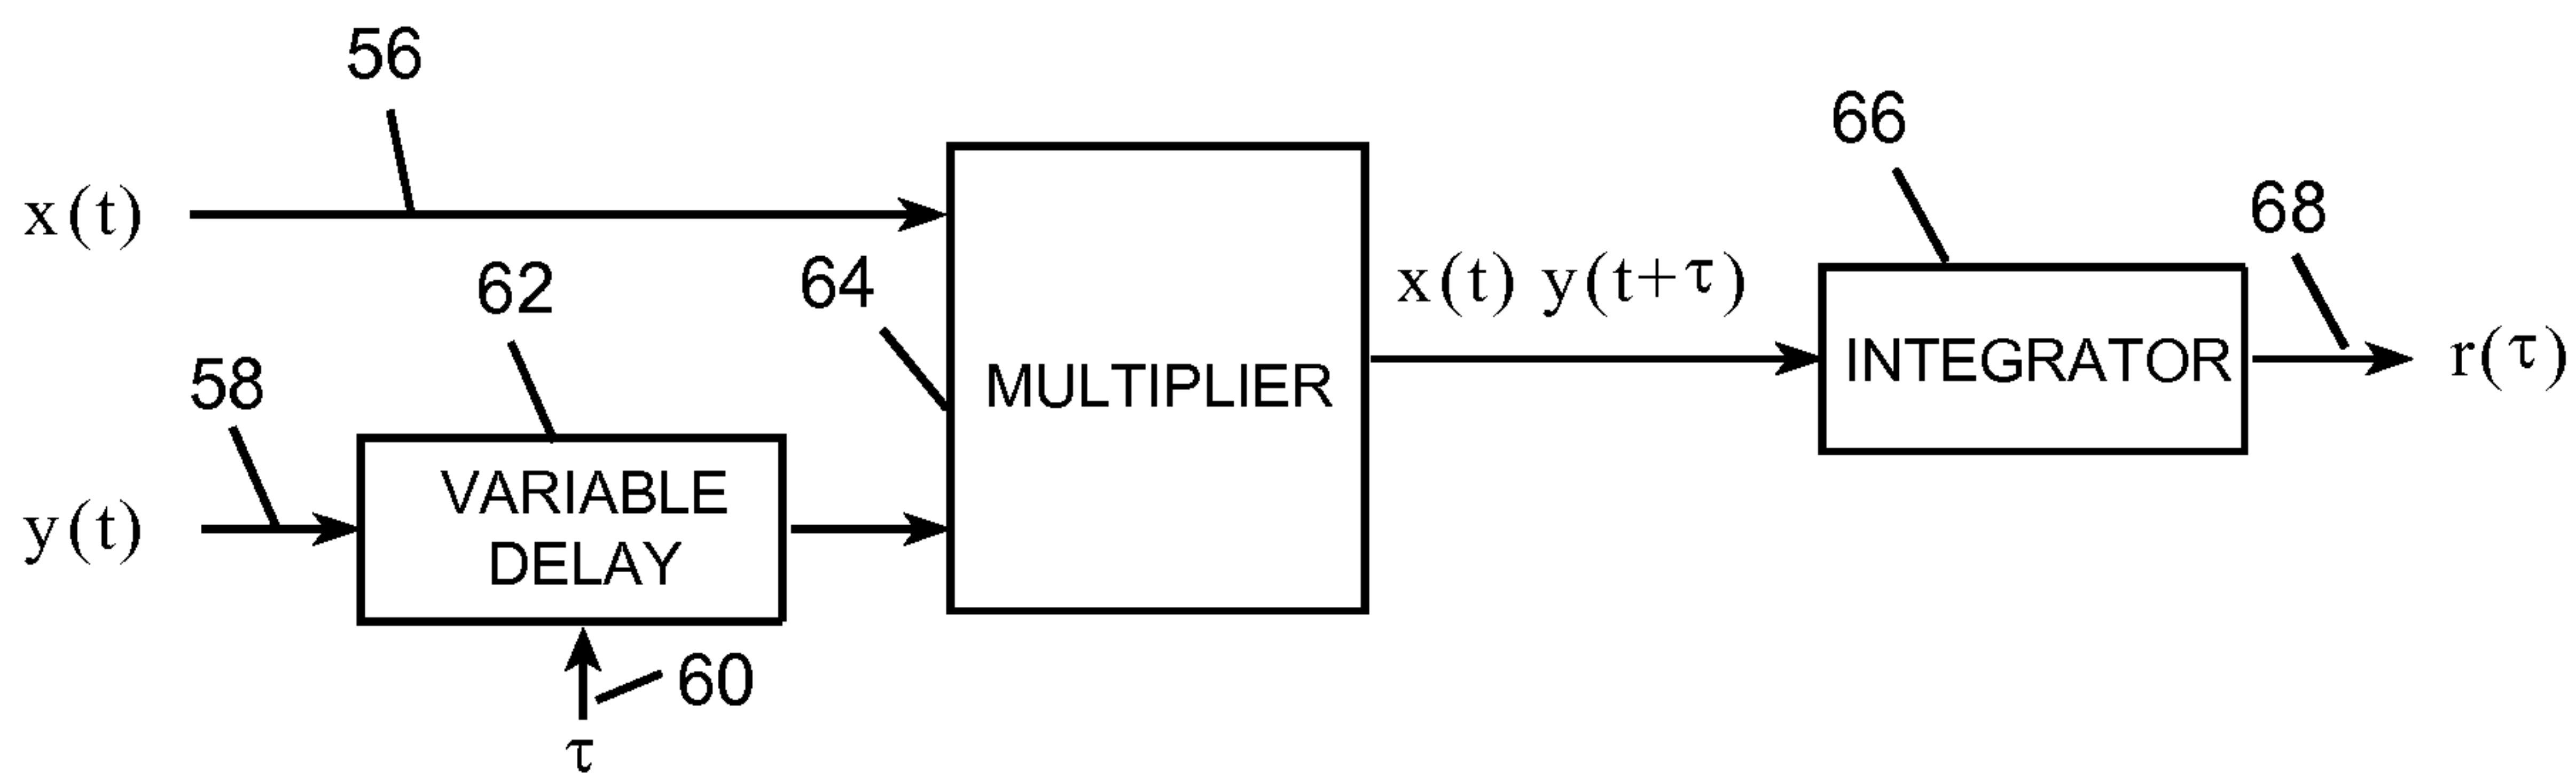 56
66
x(t)
68
62
64
x(t) y(t+τ)
INTEGRATOR
r(τ)
MULTIPLIER
58
VARIABLE
DELAY
y(t)
60
τ